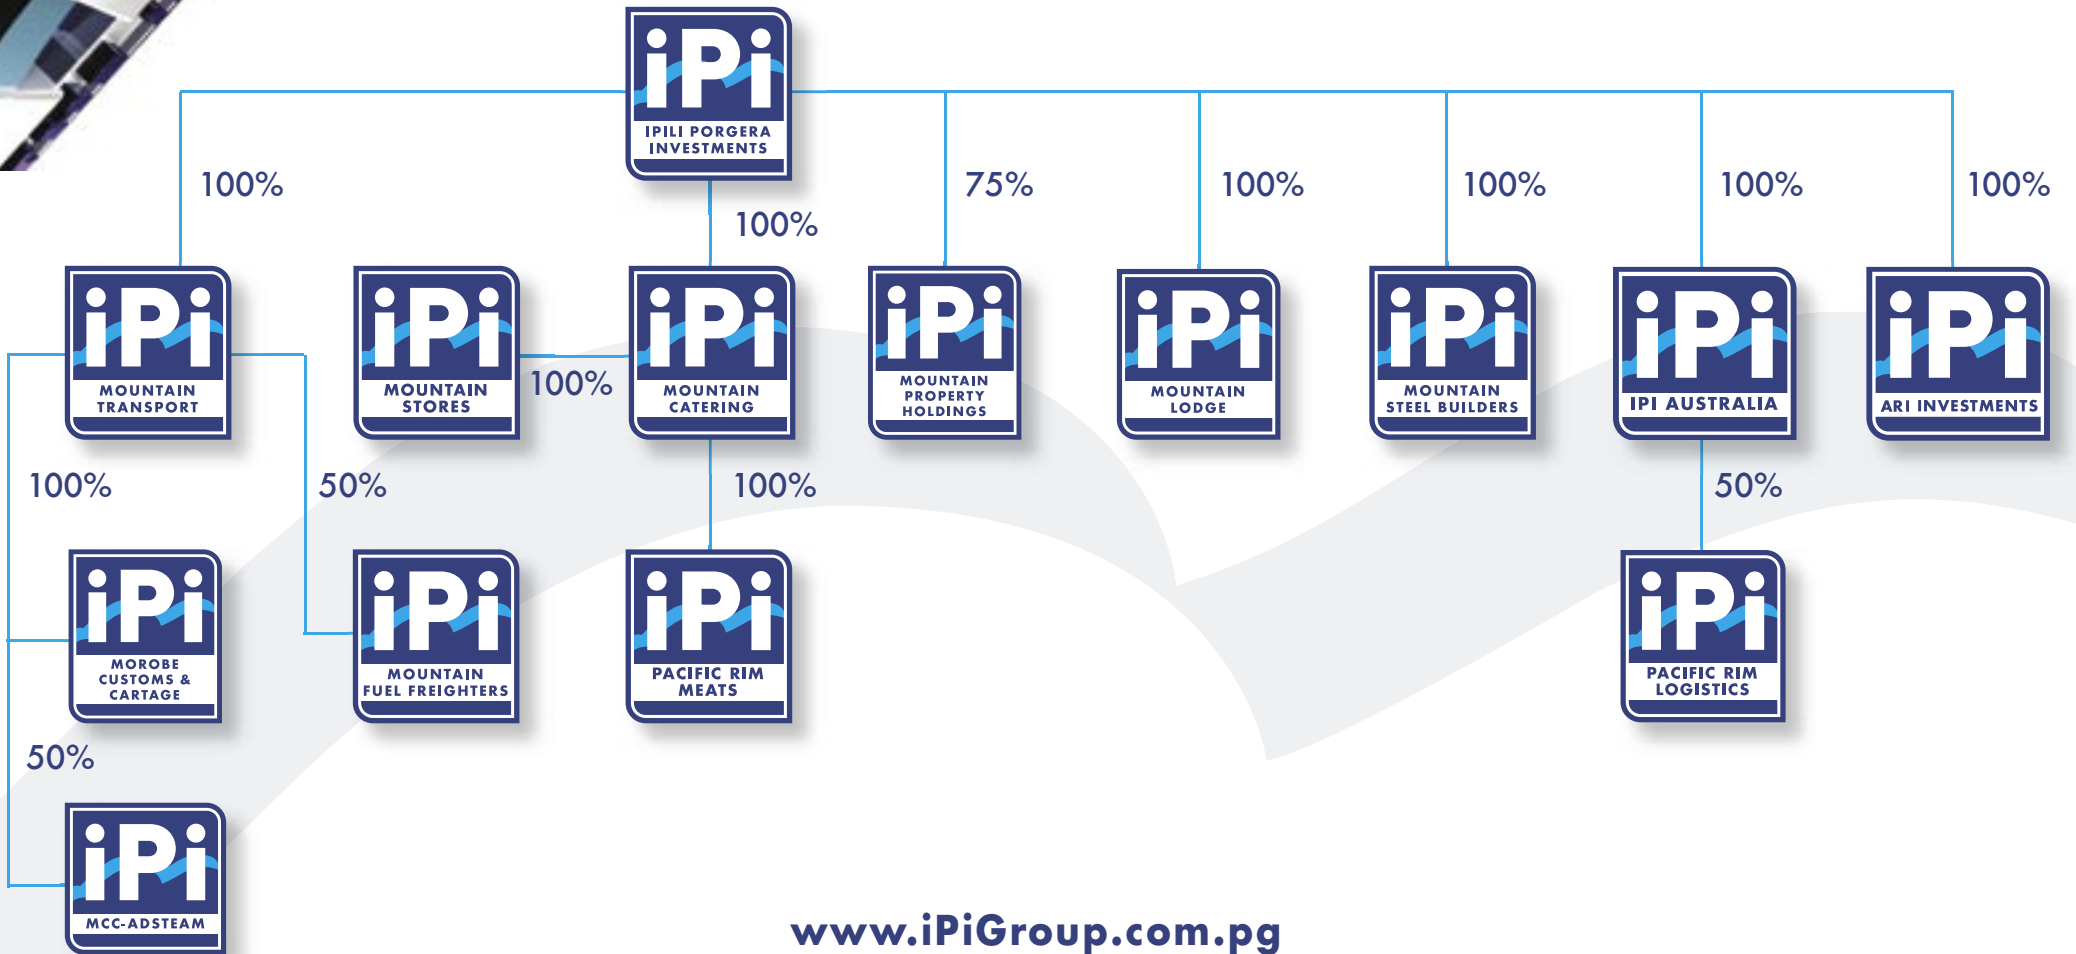 iPi
IPILI PORGERA
INVESTMENTS
100%
100%
75%
100%
100%
100%
100%
iPi
MOUNTAIN
TRANSPORT
iPi
MOUNTAIN
STORES
100%
iPi
MOUNTAIN
CATERING
iPi
MOUNTAIN
PROPERTY
HOLDINGS
iPi
MOUNTAIN
LODGE
iPi
MOUNTAIN
STEEL BUILDERS
iPi
IPI AUSTRALIA
iPi
ARI INVESTMENTS
100%
50%
100%
50%
iPi
MOROBE
CUSTOMS &
CARTAGE
iPi
MOUNTAIN
FUEL FREIGHTERS
iPi
PACIFIC RIM
MEATS
iPi
PACIFIC RIM
LOGISTICS
50%
iPi
MCC-ADSTEAM
www.iPiGroup.com.pg